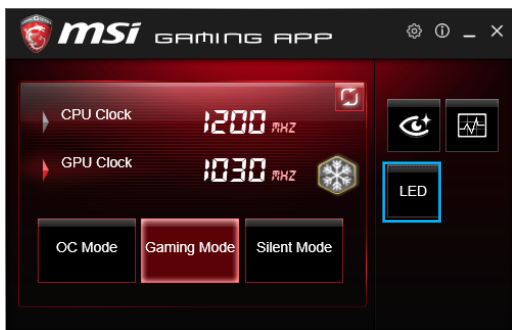 msi GAMING APP
CPU Clock 1200 MHZ
GPU Clock 1030 MHZ
OC Mode Gaming Mode Silent Mode
LED